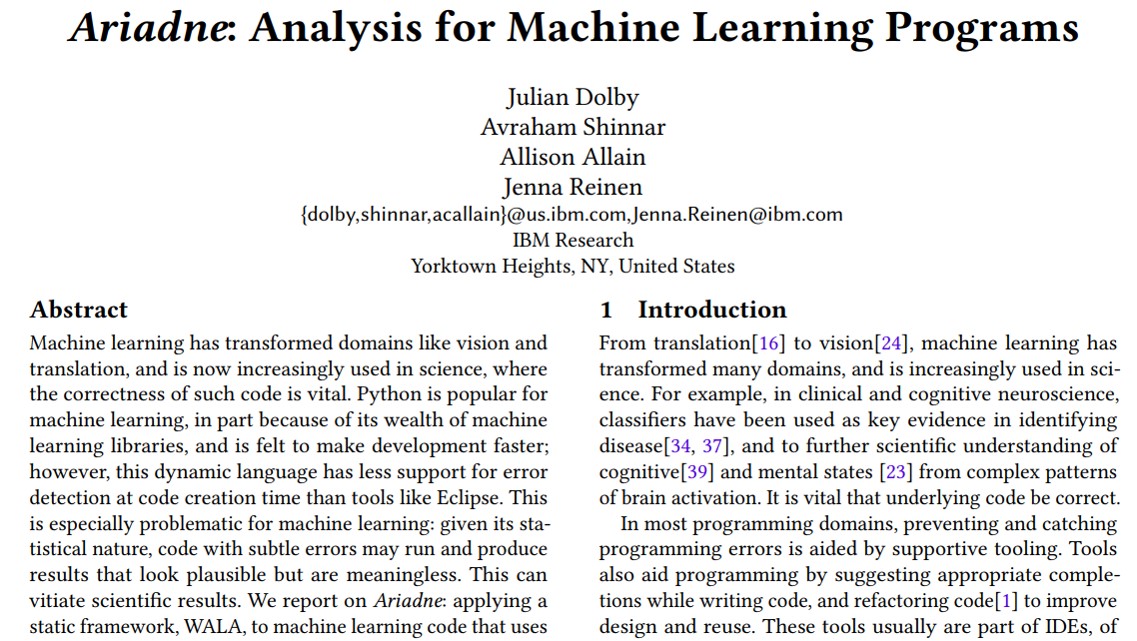 Ariadne: Analysis for Machine Learning Programs
Julian Dolby
Avraham Shinnar
Allison Allain
Jenna Reinen
{dolby,shinnar,acallain}@us.ibm.com,Jenna.Reinen@ibm.com
IBM Research
Yorktown Heights, NY, United States
Abstract
Machine learning has transformed domains like vision and
translation, and is now increasingly used in science, where
the correctness of such code is vital. Python is popular for
machine learning, in part because of its wealth of machine
learning libraries, and is felt to make development faster;
however, this dynamic language has less support for error
detection at code creation time than tools like Eclipse. This
is especially problematic for machine learning: given its sta-
tistical nature, code with subtle errors may run and produce
results that look plausible but are meaningless. This can
vitiate scientific results. We report on Ariadne: applying a
static framework, WALA, to machine learning code that uses
1 Introduction
From translation[16] to vision[24], machine learning has
transformed many domains, and is increasingly used in sci-
ence. For example, in clinical and cognitive neuroscience,
classifiers have been used as key evidence in identifying
disease[34, 37], and to further scientific understanding of
cognitive[39] and mental states [23] from complex patterns
of brain activation. It is vital that underlying code be correct.
In most programming domains, preventing and catching
programming errors is aided by supportive tooling. Tools
also aid programming by suggesting appropriate comple-
tions while writing code, and refactoring code[1] to improve
design and reuse. These tools usually are part of IDEs, of